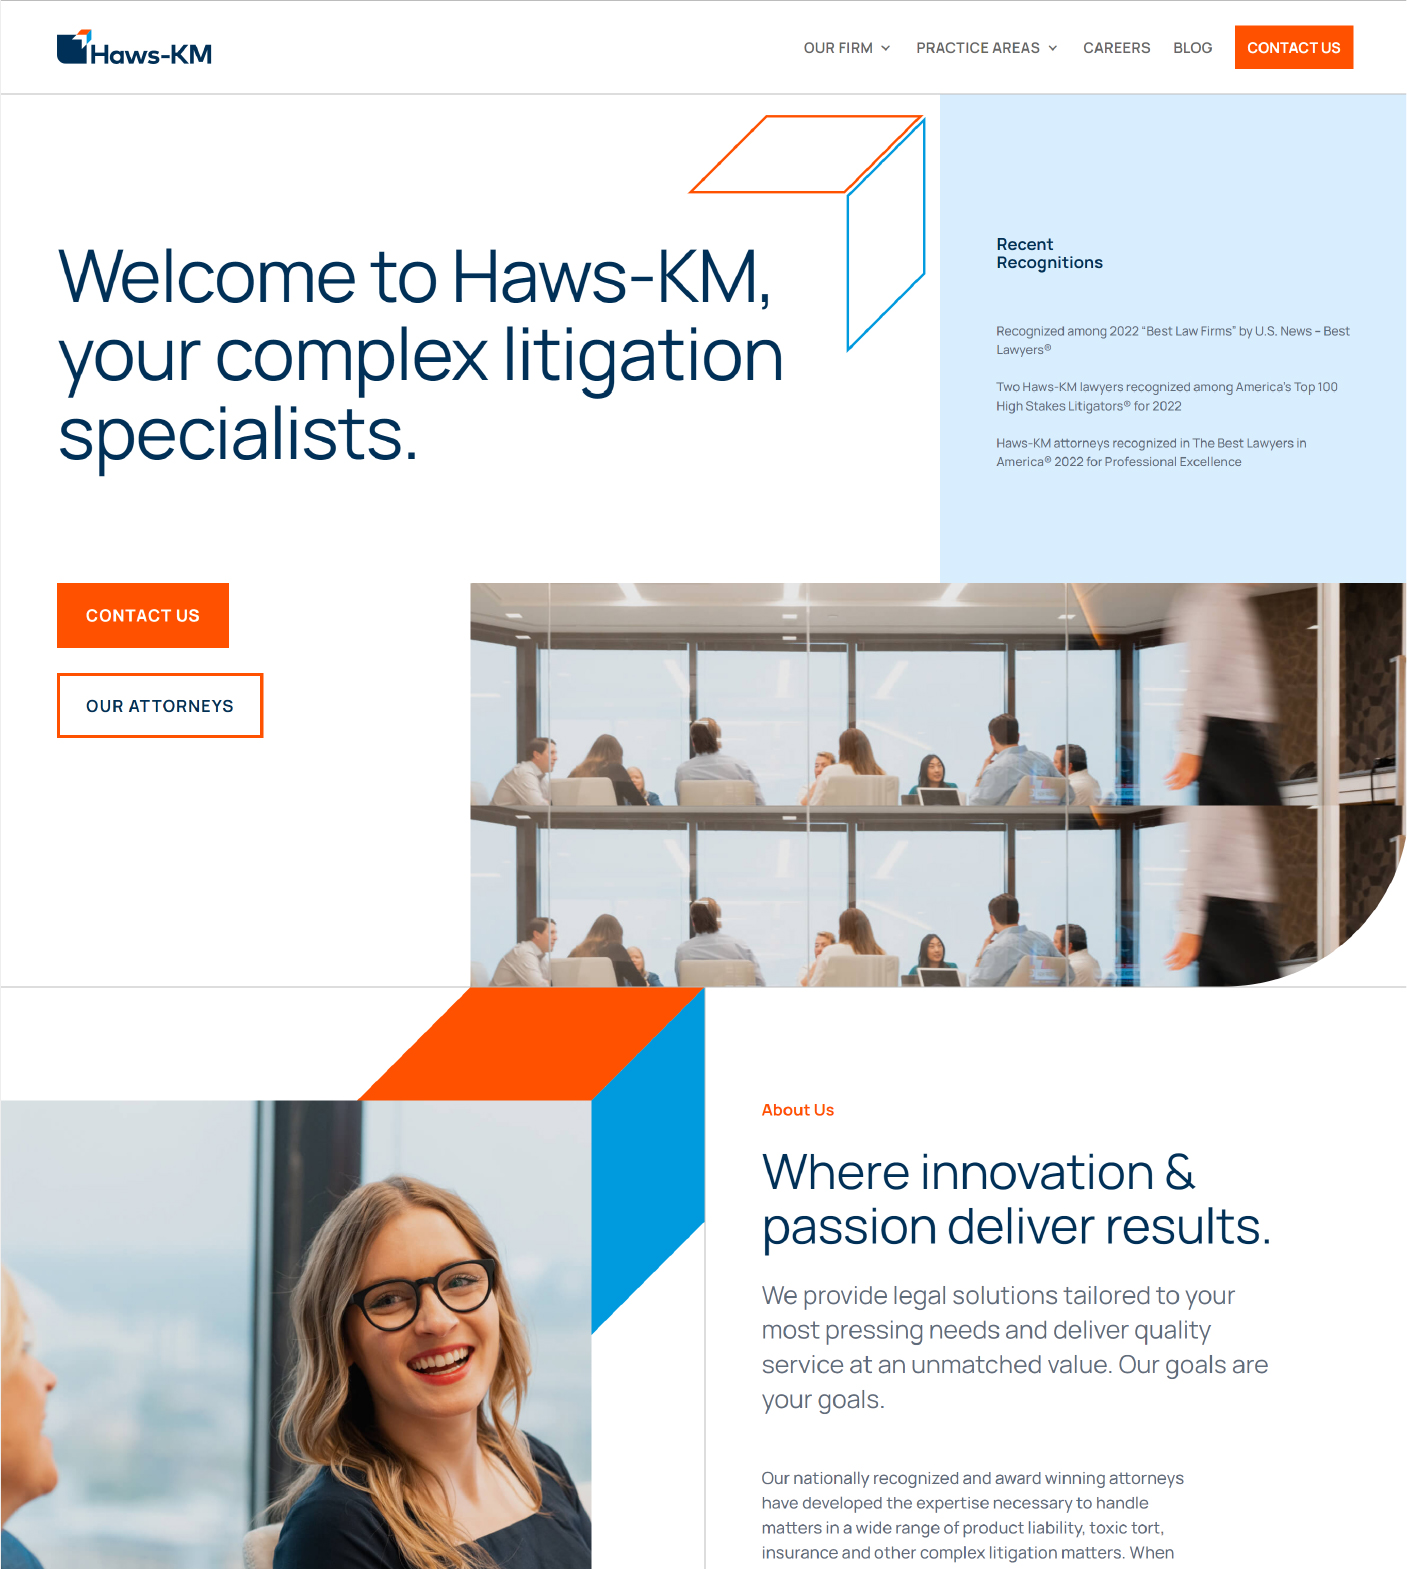 Haws-KM
OUR FIRM
PRACTICE AREAS
CAREERS
BLOG
CONTACT US
Welcome to Haws-KM,
your complex litigation
specialists.
Recent
Recognitions
Recognized among 2022 “Best Law Firms” by U.S. News – Best
Lawyers®
Two Haws-KM lawyers recognized among America's Top 100
High Stakes Litigators® for 2022
Haws-KM attorneys recognized in The Best Lawyers in
America® 2022 for Professional Excellence
CONTACT US
OUR ATTORNEYS
About Us
Where innovation &
passion deliver results.
We provide legal solutions tailored to your
most pressing needs and deliver quality
service at an unmatched value. Our goals are
your goals.
Our nationally recognized and award winning attorneys
have developed the expertise necessary to handle
matters in a wide range of product liability, toxic tort,
insurance and other complex litigation matters. When